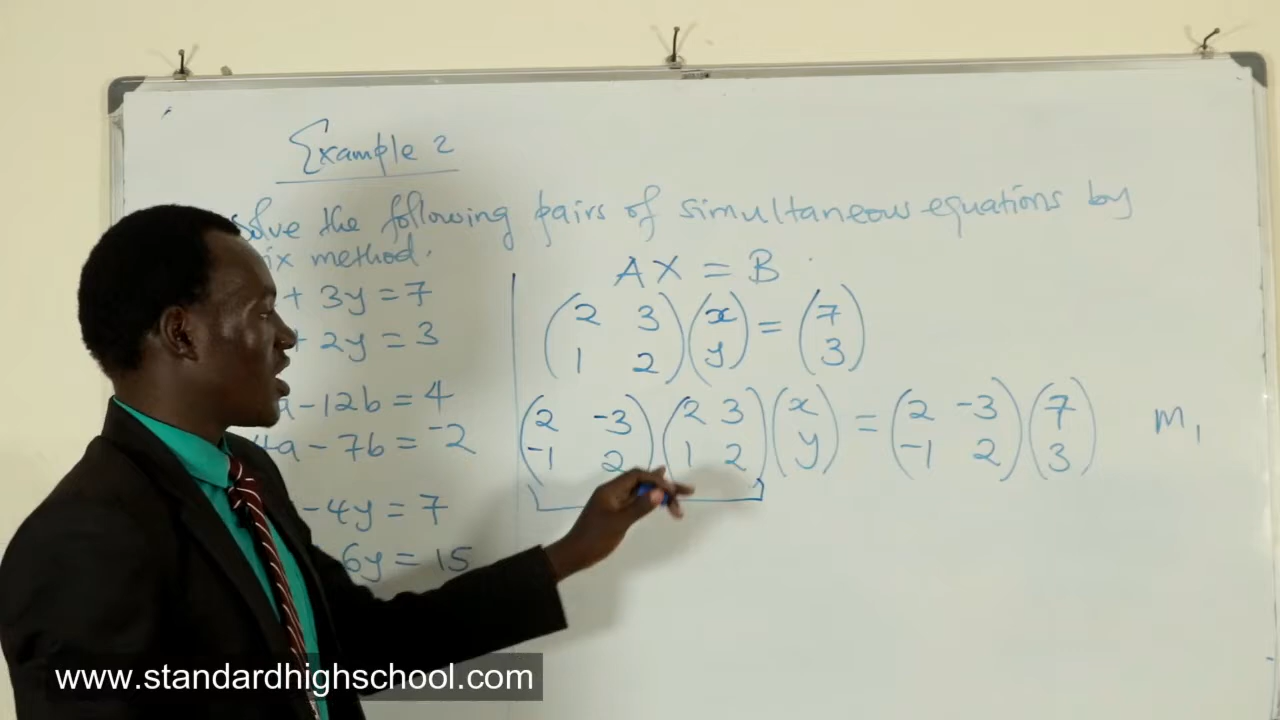 Example 2
solve the following pairs of simultaneous equations by
method.
+ 3y = 7
+ 2y = 3
- 12b = 4
4a - 7b = -2
- 4y = 7
6y = 15
AX = B
(2 3) (x) = (7)
(1 2) (y) (3)
(2 -3) (2 3) (x) = (2 -3) (7) m1
(-1 2) (1 2) (y) (-1 2) (3)
www.standardhighschool.com